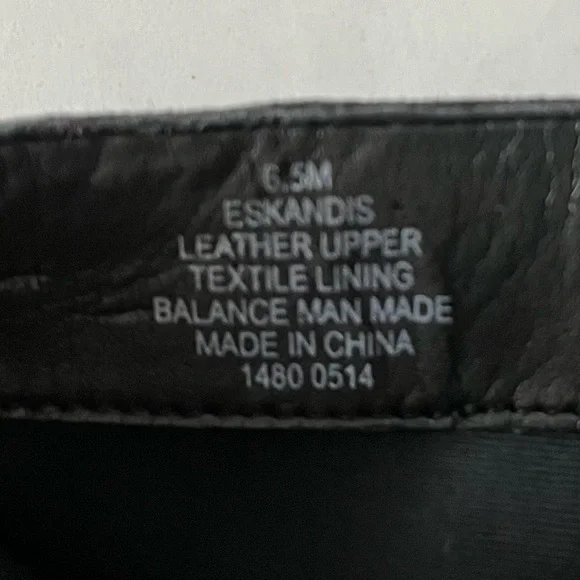 6.5M
ESKANDIS
LEATHER UPPER
TEXTILE LINING
BALANCE MAN MADE
MADE IN CHINA
1480 0514